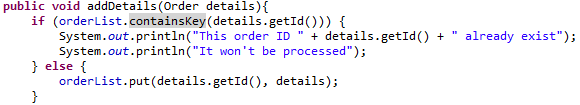 public void addDetails(Order details){
    if (orderList.containsKey(details.getId())) {
        System.out.println("This order ID " + details.getId() + " already exist");
        System.out.println("It won't be processed");
    } else {
        orderList.put(details.getId(), details);
    }